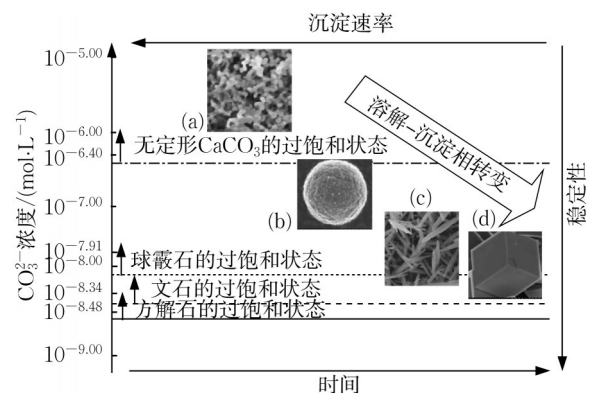 沉淀速率
10^−5.00
(a)
10^−6.00
无定形CaCO₃的过饱和状态
10^−6.40
溶解–沉淀相转变
CO₃²⁻浓度/(mol·L⁻¹)
稳定性
10^−7.00
(b)
(c)
(d)
10^−7.91
球霰石的过饱和状态
10^−8.00
文石的过饱和状态
10^−8.34
方解石的过饱和状态
10^−8.48
10^−9.00
时间